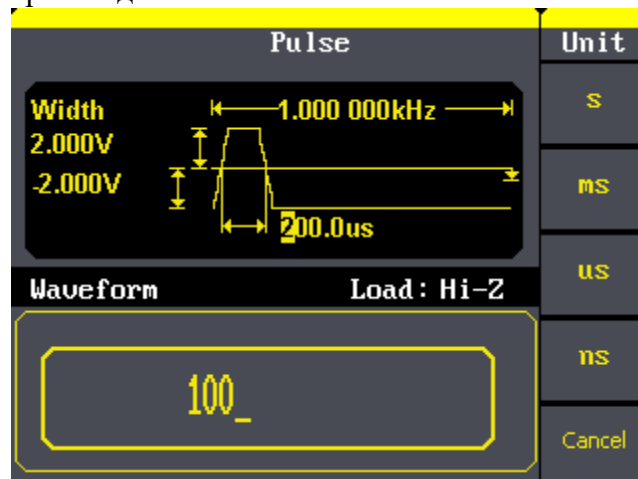 Pulse
Unit
Width
1.000 000kHz
s
2.000V
-2.000V
ms
200.0us
us
Waveform
Load: Hi-Z
ns
100_
Cancel